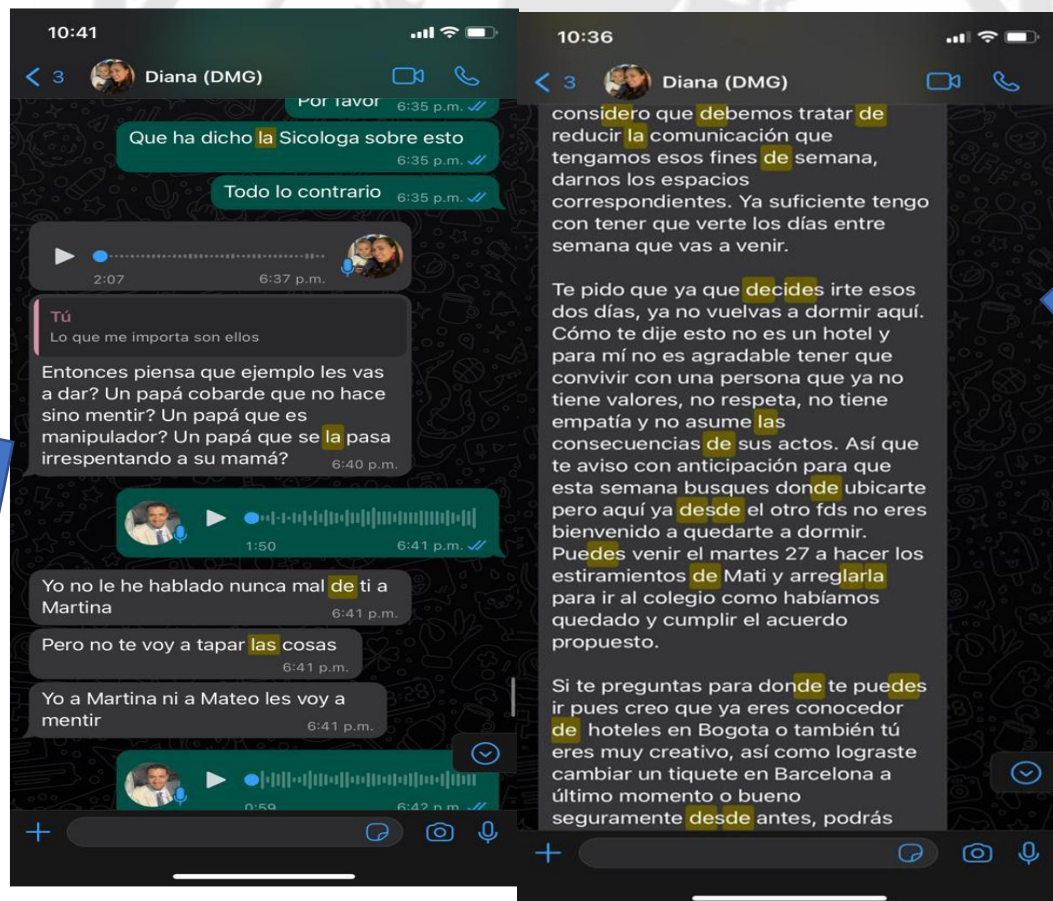 10:41
3
Diana (DMG)
Por favor 6:35 p.m.
Que ha dicho la Sicologa sobre esto
6:35 p.m.
Todo lo contrario 6:35 p.m.
2:07 6:37 p.m.
Tú
Lo que me importa son ellos
Entonces piensa que ejemplo les vas
a dar? Un papá cobarde que no hace
sino mentir? Un papá que es
manipulador? Un papá que se la pasa
irrespentando a su mamá?
6:40 p.m.
1:50 6:41 p.m.
Yo no le he hablado nunca mal de ti a
Martina
6:41 p.m.
Pero no te voy a tapar las cosas
6:41 p.m.
Yo a Martina ni a Mateo les voy a
mentir
6:41 p.m.
0:59 6:42 p.m.
10:36
3
Diana (DMG)
considero que debemos tratar de
reducir la comunicación que
tengamos esos fines de semana,
darnos los espacios
correspondientes. Ya suficiente tengo
con tener que verte los días entre
semana que vas a venir.
Te pido que ya que decides irte esos
dos días, ya no vuelvas a dormir aquí.
Cómo te dije esto no es un hotel y
para mí no es agradable tener que
convivir con una persona que ya no
tiene valores, no respeta, no tiene
empatía y no asume las
consecuencias de sus actos. Así que
te aviso con anticipación para que
esta semana busques donde ubicarte
pero aquí ya desde el otro fds no eres
bienvenido a quedarte a dormir.
Puedes venir el martes 27 a hacer los
estiramientos de Mati y arreglarla
para ir al colegio como habíamos
quedado y cumplir el acuerdo
propuesto.
Si te preguntas para donde te puedes
ir pues creo que ya eres conocedor
de hoteles en Bogota o también tú
eres muy creativo, así como lograste
cambiar un tiquete en Barcelona a
último momento o bueno
seguramente desde antes, podrás